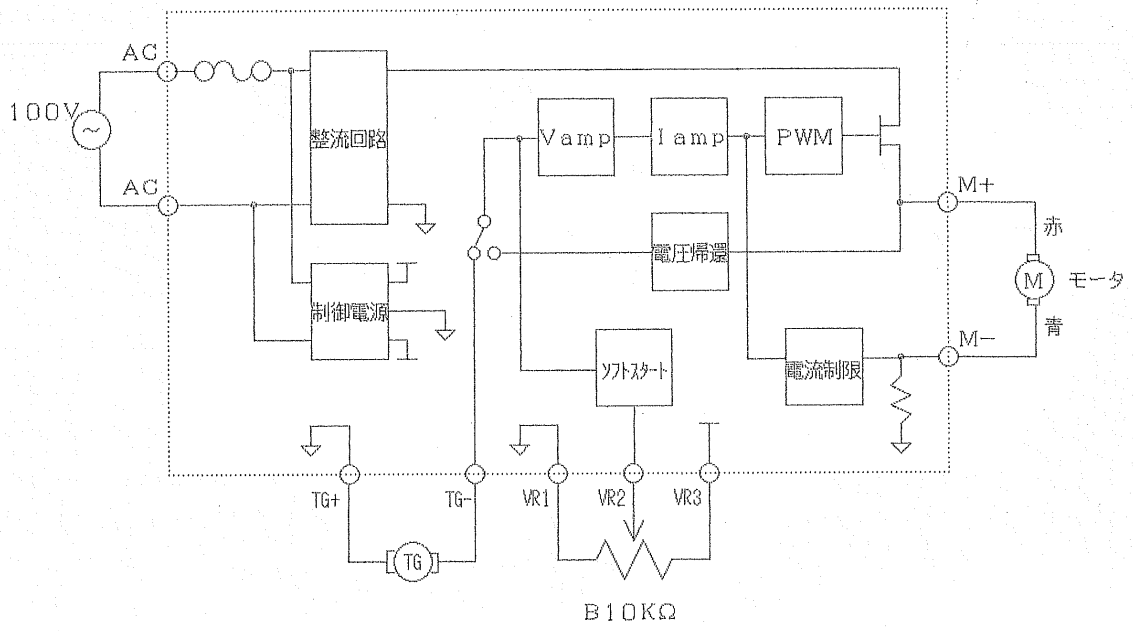 AC
100V
~
整流回路
AC
Vamp
Iamp
PWM
M+
赤
電圧帰還
M
モータ
制御電源
青
M-
ソフトスタート
電流制限
TG+
TG-
VR1
VR2
VR3
TG
B10KΩ